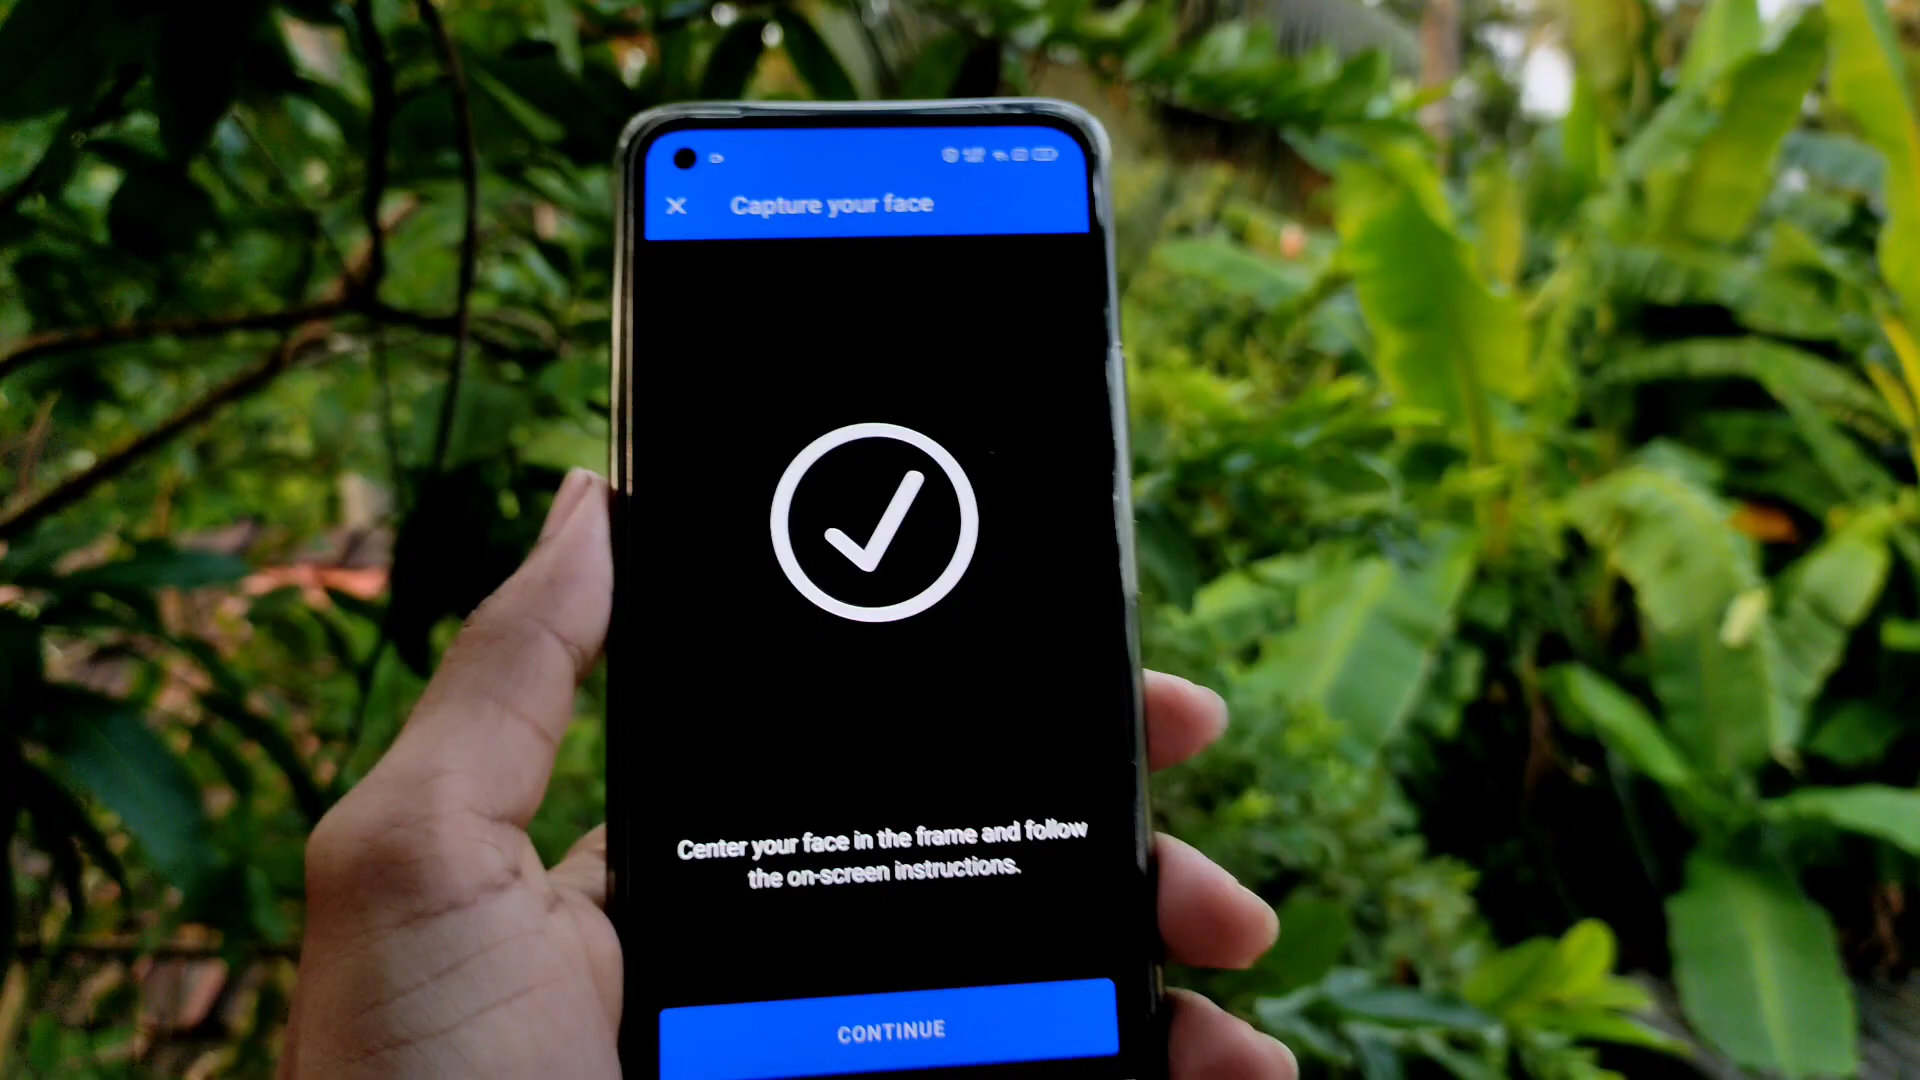 Capture your face
Center your face in the frame and follow
the on-screen instructions.
CONTINUE